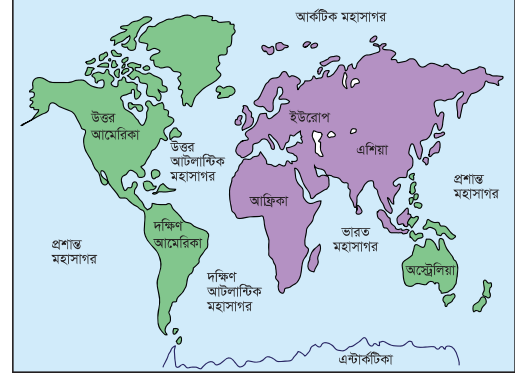 আর্কটিক মহাসাগর
উত্তর
আমেরিকা
ইউরোপ
এশিয়া
উত্তর
আটলান্টিক
মহাসাগর
প্রশান্ত
মহাসাগর
আফ্রিকা
দক্ষিণ
আমেরিকা
ভারত
মহাসাগর
প্রশান্ত
মহাসাগর
অস্ট্রেলিয়া
দক্ষিণ
আটলান্টিক
মহাসাগর
এন্টার্কটিকা